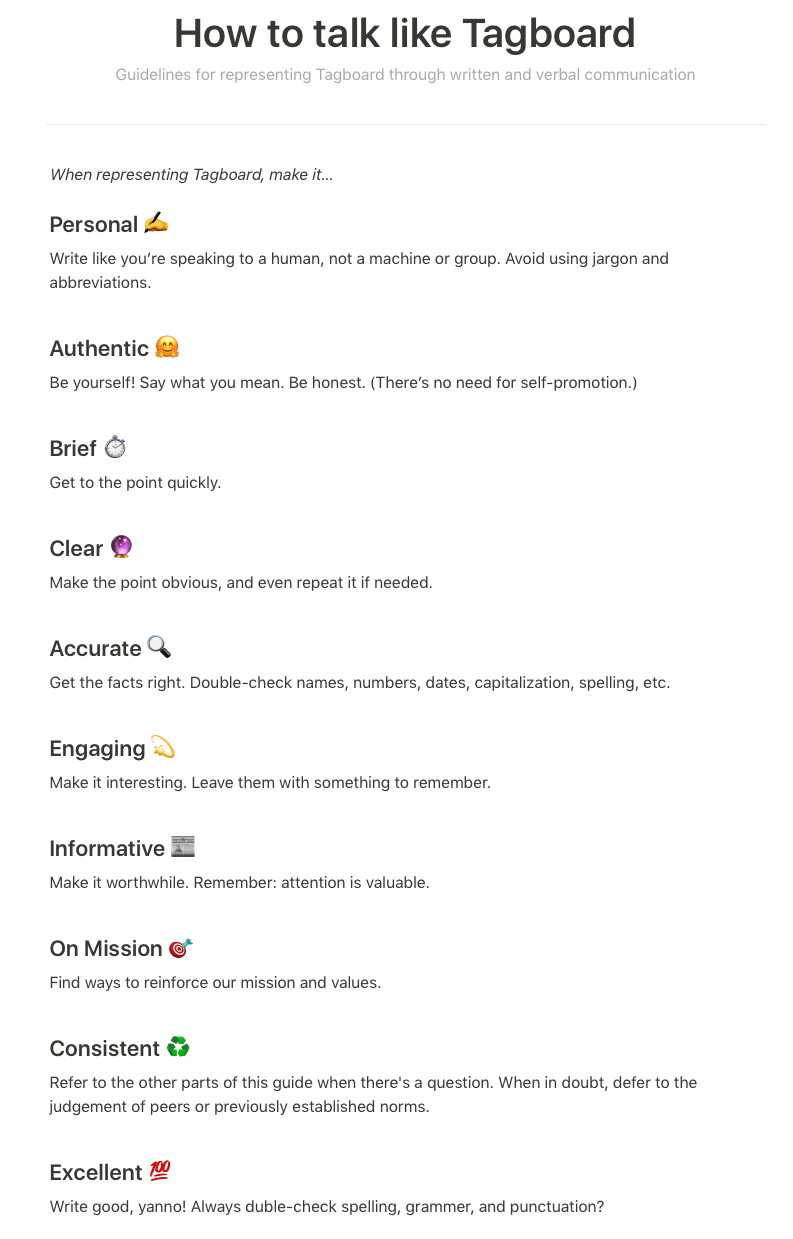 How to talk like Tagboard
Guidelines for representing Tagboard through written and verbal communication
When representing Tagboard, make it...
Personal ✍️
Write like you’re speaking to a human, not a machine or group. Avoid using jargon and
abbreviations.
Authentic 🤗
Be yourself! Say what you mean. Be honest. (There’s no need for self-promotion.)
Brief ⏱
Get to the point quickly.
Clear 🔮
Make the point obvious, and even repeat it if needed.
Accurate 🔍
Get the facts right. Double-check names, numbers, dates, capitalization, spelling, etc.
Engaging 💫
Make it interesting. Leave them with something to remember.
Informative 📰
Make it worthwhile. Remember: attention is valuable.
On Mission 🎯
Find ways to reinforce our mission and values.
Consistent ♻️
Refer to the other parts of this guide when there's a question. When in doubt, defer to the
judgement of peers or previously established norms.
Excellent 💯
Write good, yanno! Always duble-check spelling, grammer, and punctuation?